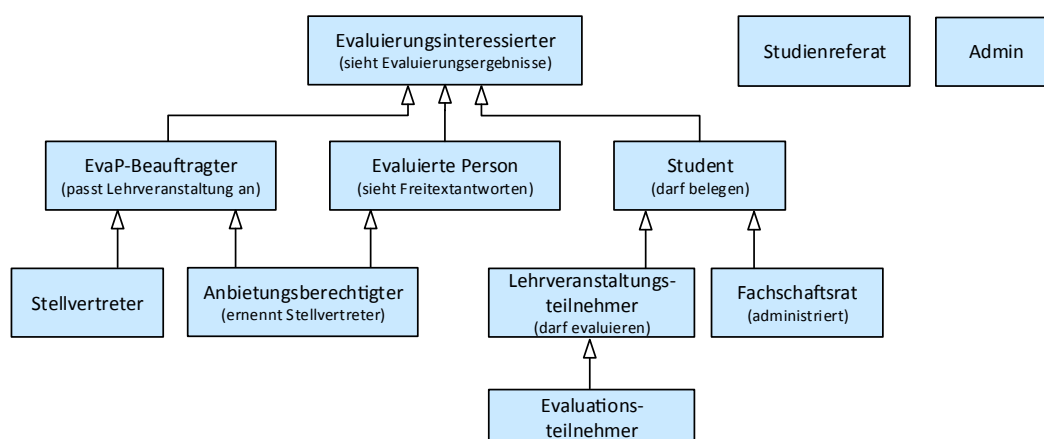 Evaluierungsinteressierter
(sieht Evaluierungsergebnisse)
Studienreferat
Admin
EvaP-Beauftragter
(passt Lehrveranstaltung an)
Evaluierte Person
(sieht Freitextantworten)
Student
(darf belegen)
Stellvertreter
Anbietungsberechtigter
(ernennt Stellvertreter)
Lehrveranstaltungs-
teilnehmer
(darf evaluieren)
Fachschaftsrat
(administriert)
Evaluations-
teilnehmer